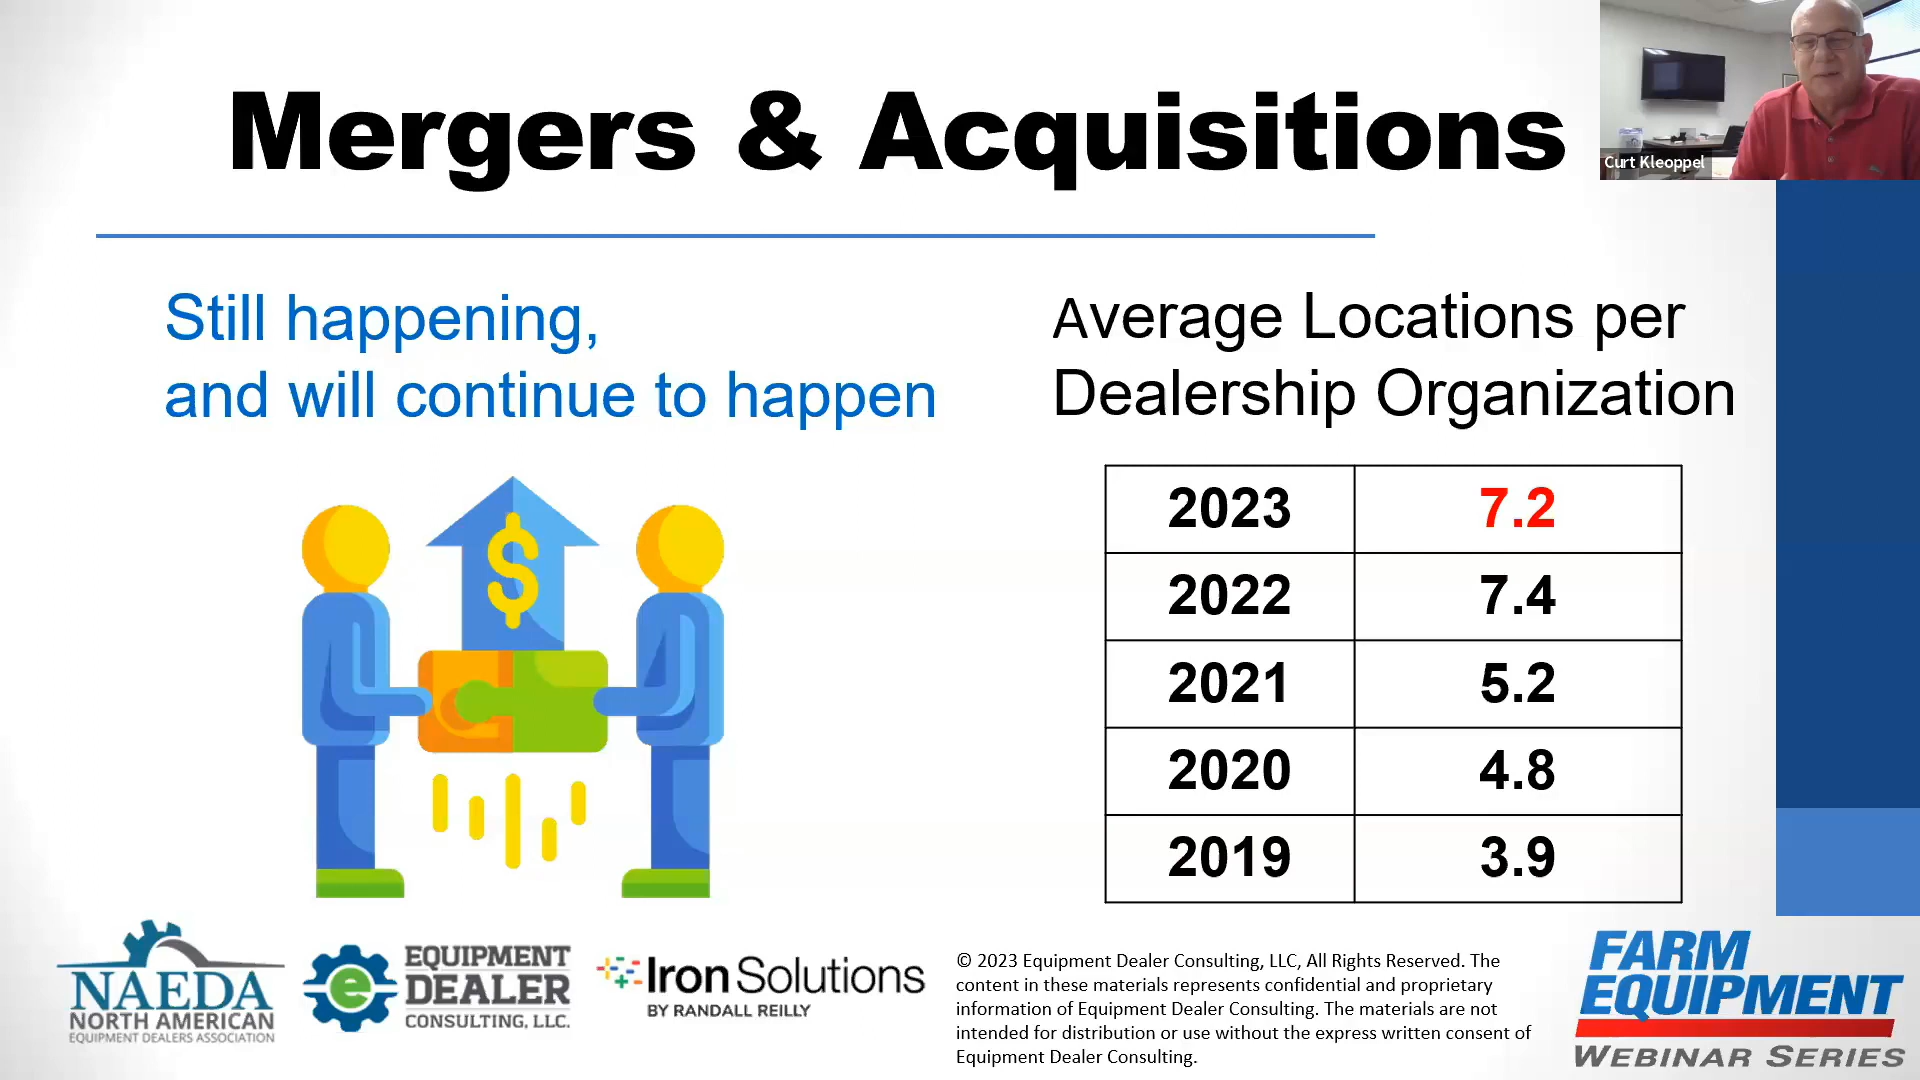 Mergers & Acquisitions
Curt Kleoppel
Still happening,
and will continue to happen
$
Average Locations per
Dealership Organization
2023 7.2
2022 7.4
2021 5.2
2020 4.8
2019 3.9
NAEDA
NORTH AMERICAN
EQUIPMENT DEALERS ASSOCIATION
e
EQUIPMENT
DEALER
CONSULTING, LLC.
IronSolutions
BY RANDALL REILLY
© 2023 Equipment Dealer Consulting, LLC, All Rights Reserved. The
content in these materials represents confidential and proprietary
information of Equipment Dealer Consulting. The materials are not
intended for distribution or use without the express written consent of
Equipment Dealer Consulting.
FARM
EQUIPMENT
WEBINAR SERIES